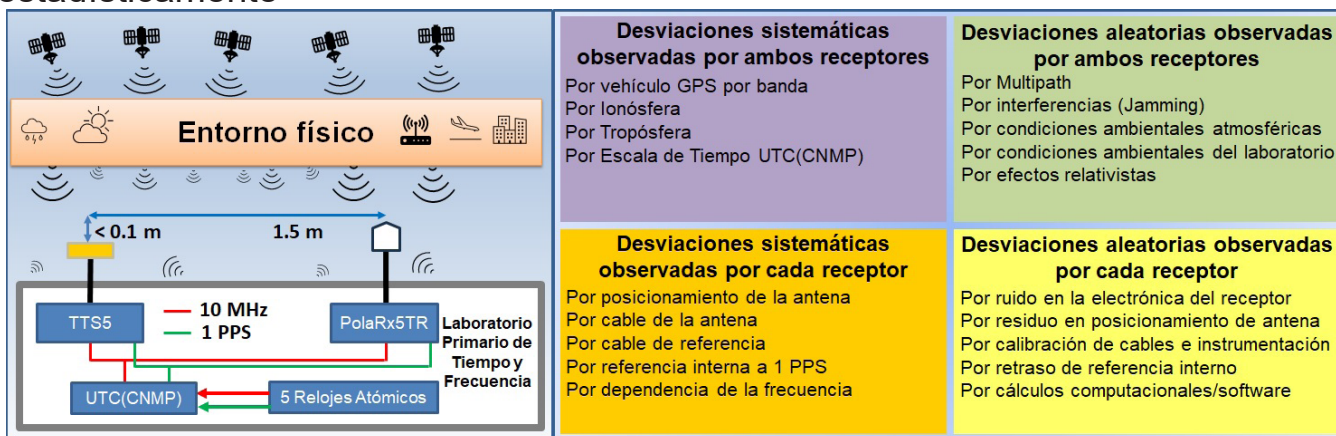 estadísticamente
Entorno físico
< 0.1 m
1.5 m
TTS5
10 MHz
1 PPS
PolaRx5TR
Laboratorio
Primario de
Tiempo y
Frecuencia
UTC(CNMP)
5 Relojes Atómicos
Desviaciones sistemáticas
observadas por ambos receptores
Por vehículo GPS por banda
Por Ionósfera
Por Tropósfera
Por Escala de Tiempo UTC(CNMP)
Desviaciones aleatorias observadas
por ambos receptores
Por Multipath
Por interferencias (Jamming)
Por condiciones ambientales atmosféricas
Por condiciones ambientales del laboratorio
Por efectos relativistas
Desviaciones sistemáticas
observadas por cada receptor
Por posicionamiento de la antena
Por cable de la antena
Por cable de referencia
Por referencia interna a 1 PPS
Por dependencia de la frecuencia
Desviaciones aleatorias observadas
por cada receptor
Por ruido en la electrónica del receptor
Por residuo en posicionamiento de antena
Por calibración de cables e instrumentación
Por retraso de referencia interno
Por cálculos computacionales/software